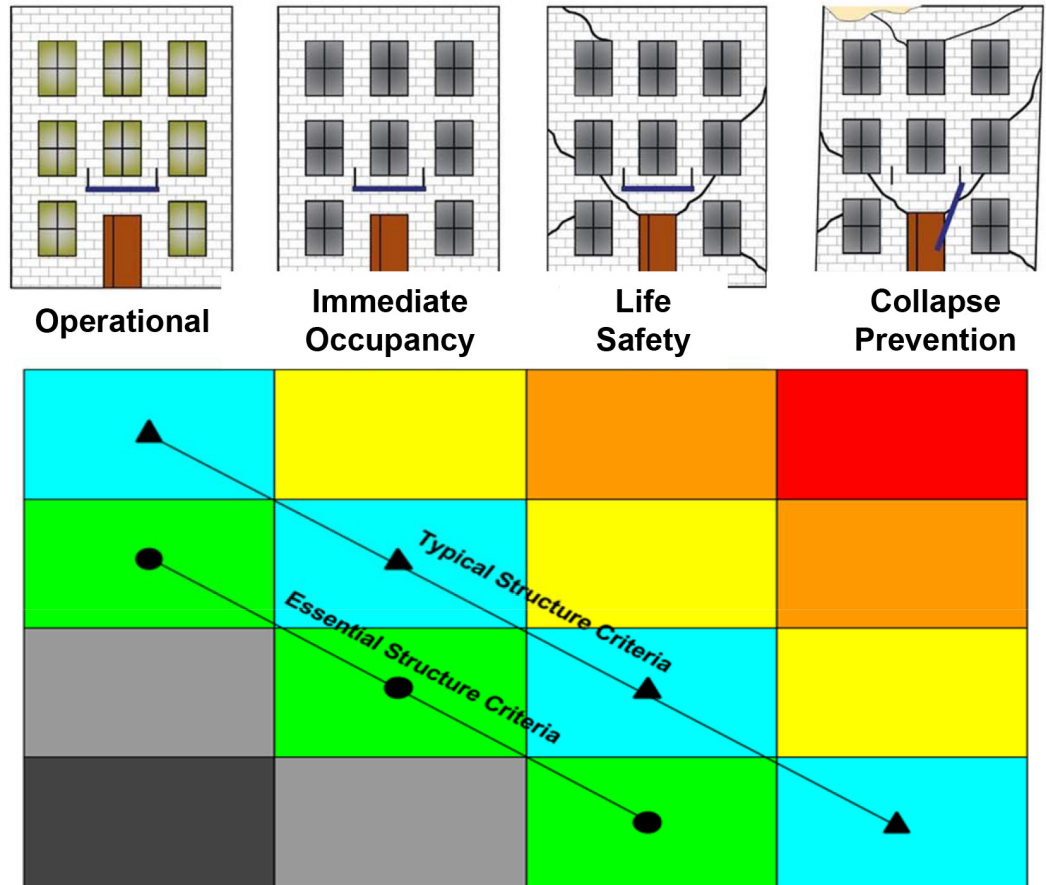 Operational
Immediate
Occupancy
Life
Safety
Collapse
Prevention
Typical Structure Criteria
Essential Structure Criteria